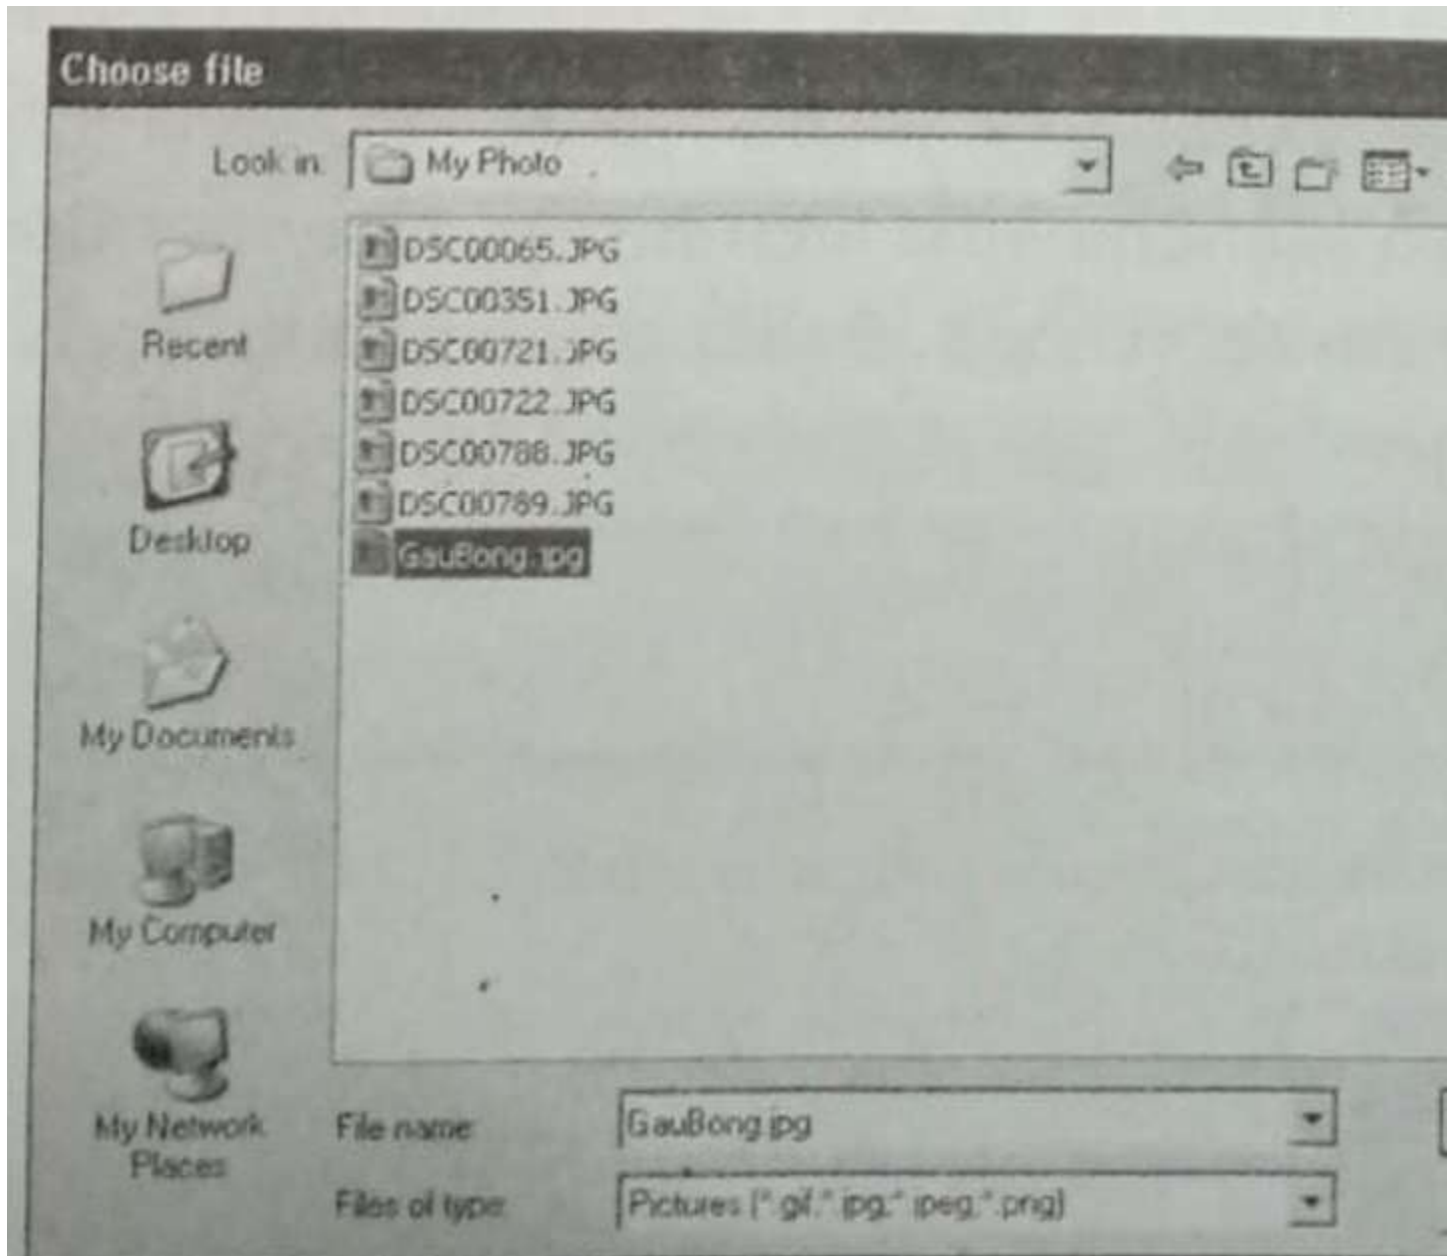 Choose file
Look in: My Photo
DSC00065.JPG
DSC00351.JPG
DSC00721.JPG
DSC00722.JPG
DSC00788.JPG
DSC00789.JPG
GauBong.jpg
Recent
Desktop
My Documents
My Computer
My Network
Places
File name: GauBong.jpg
Files of type: Pictures (*.gif,*.jpg,*.jpeg,*.png)